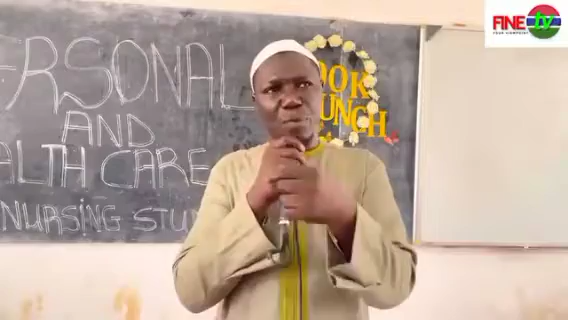 FINE tv
ERSONAL
AND
ALTH CARE
NURSING STU
OOK
UNCH